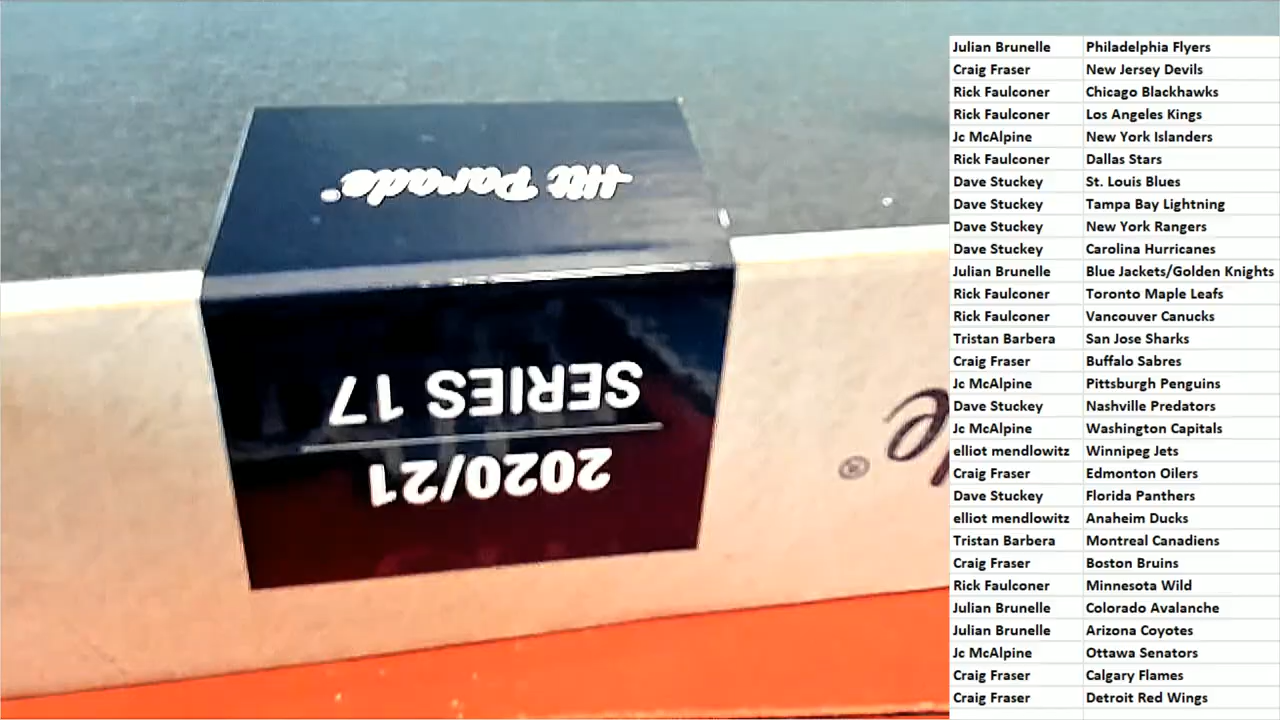 Hit Parade®
SERIES 17
2020/21
®
Julian Brunelle Philadelphia Flyers
Craig Fraser New Jersey Devils
Rick Faulconer Chicago Blackhawks
Rick Faulconer Los Angeles Kings
Jc McAlpine New York Islanders
Rick Faulconer Dallas Stars
Dave Stuckey St. Louis Blues
Dave Stuckey Tampa Bay Lightning
Dave Stuckey New York Rangers
Dave Stuckey Carolina Hurricanes
Julian Brunelle Blue Jackets/Golden Knights
Rick Faulconer Toronto Maple Leafs
Rick Faulconer Vancouver Canucks
Tristan Barbera San Jose Sharks
Craig Fraser Buffalo Sabres
Jc McAlpine Pittsburgh Penguins
Dave Stuckey Nashville Predators
Jc McAlpine Washington Capitals
elliot mendlowitz Winnipeg Jets
Craig Fraser Edmonton Oilers
Dave Stuckey Florida Panthers
elliot mendlowitz Anaheim Ducks
Tristan Barbera Montreal Canadiens
Craig Fraser Boston Bruins
Rick Faulconer Minnesota Wild
Julian Brunelle Colorado Avalanche
Julian Brunelle Arizona Coyotes
Jc McAlpine Ottawa Senators
Craig Fraser Calgary Flames
Craig Fraser Detroit Red Wings